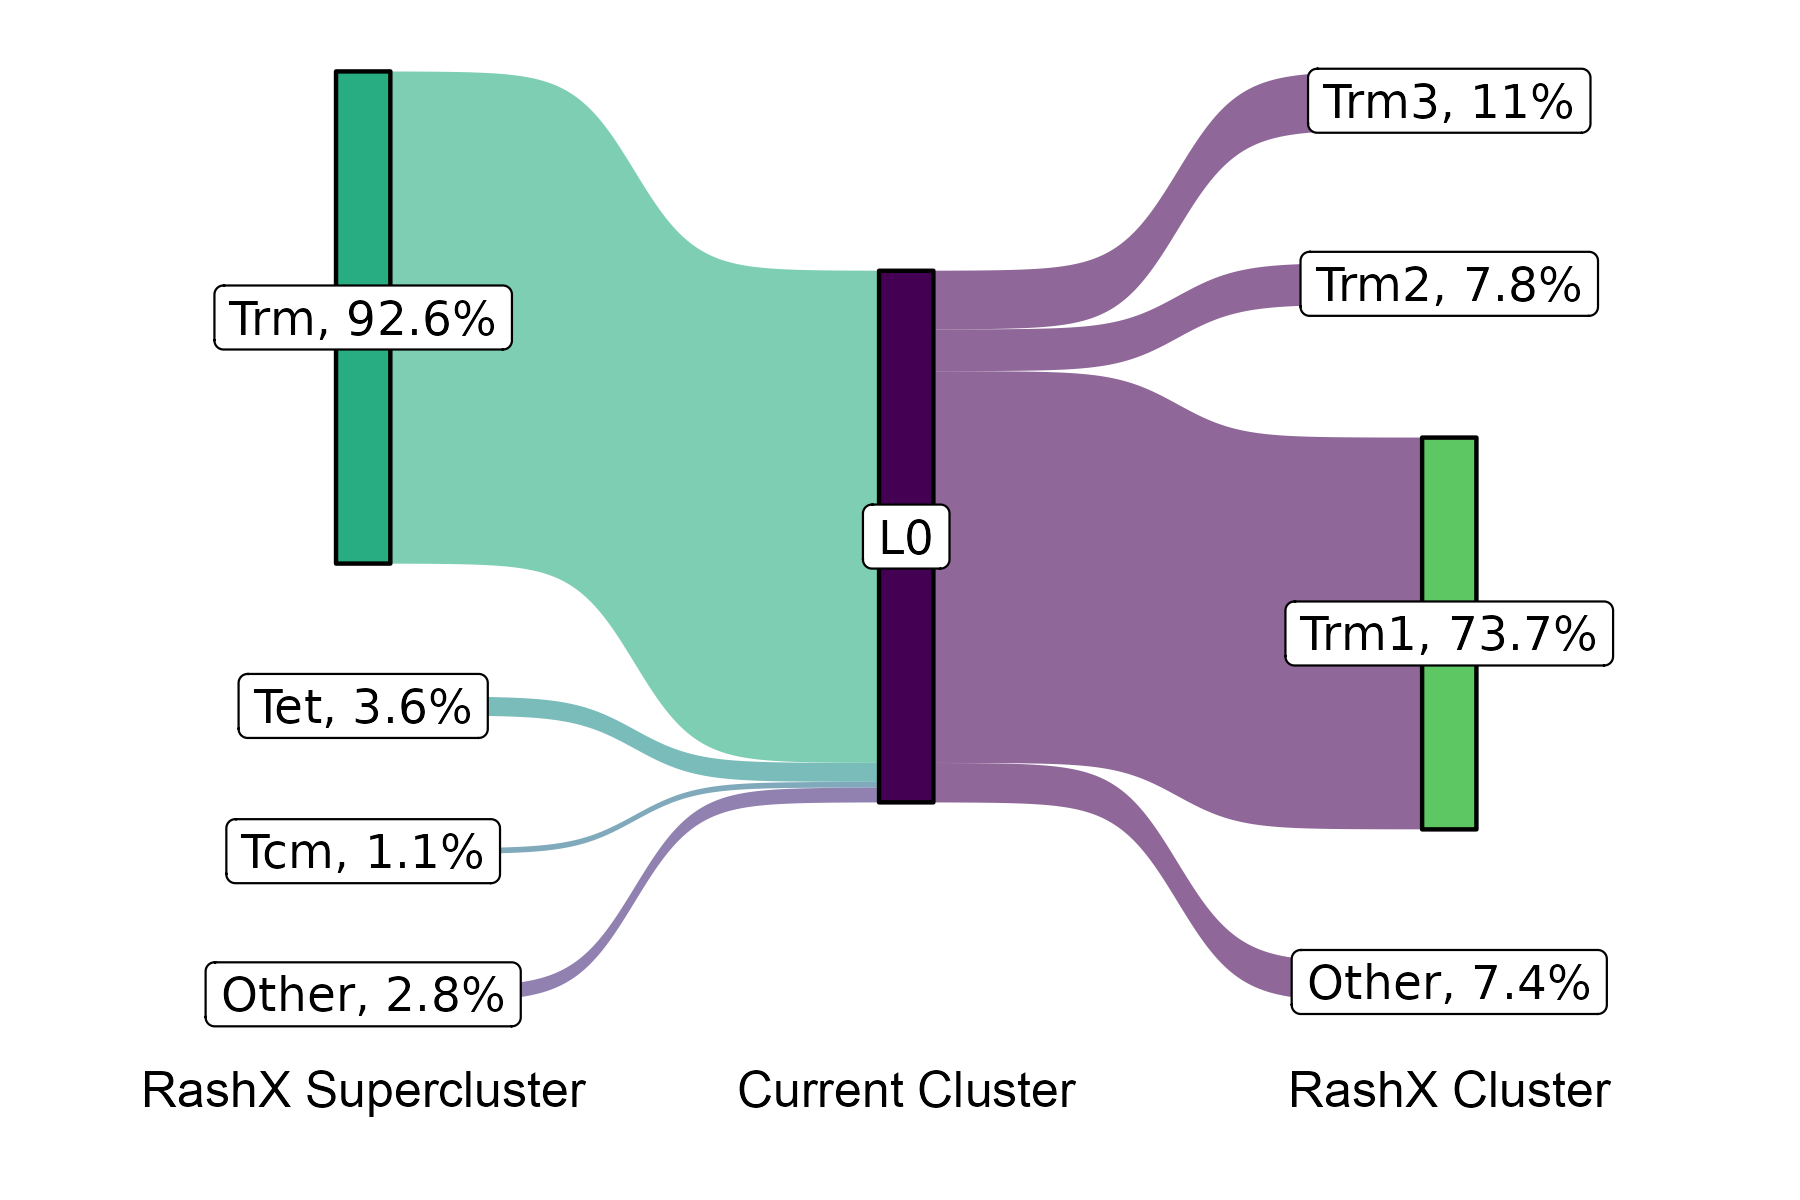 Trm, 92.6%
Tet, 3.6%
Tcm, 1.1%
Other, 2.8%
L0
Trm3, 11%
Trm2, 7.8%
Trm1, 73.7%
Other, 7.4%
RashX Supercluster
Current Cluster
RashX Cluster